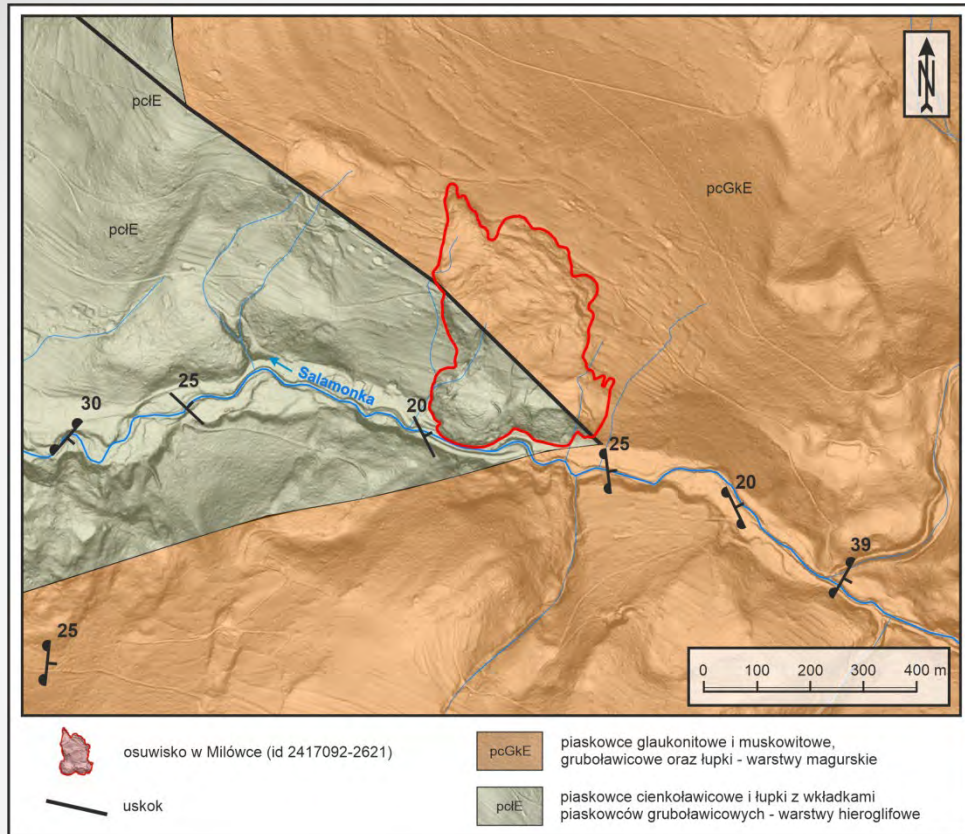 N
pcłE
pcGkE
pcłE
Salamonka
30
25
20
25
20
39
25
0 100 200 300 400 m
osuwisko w Milówce (id 2417092-2621)
uskok
pcGkE
piaskowce glaukonitowe i muskowitowe,
gruboławicowe oraz łupki - warstwy magurskie
pcłE
piaskowce cienkoławicowe i łupki z wkładkami
piaskowców gruboławicowych - warstwy hieroglifowe